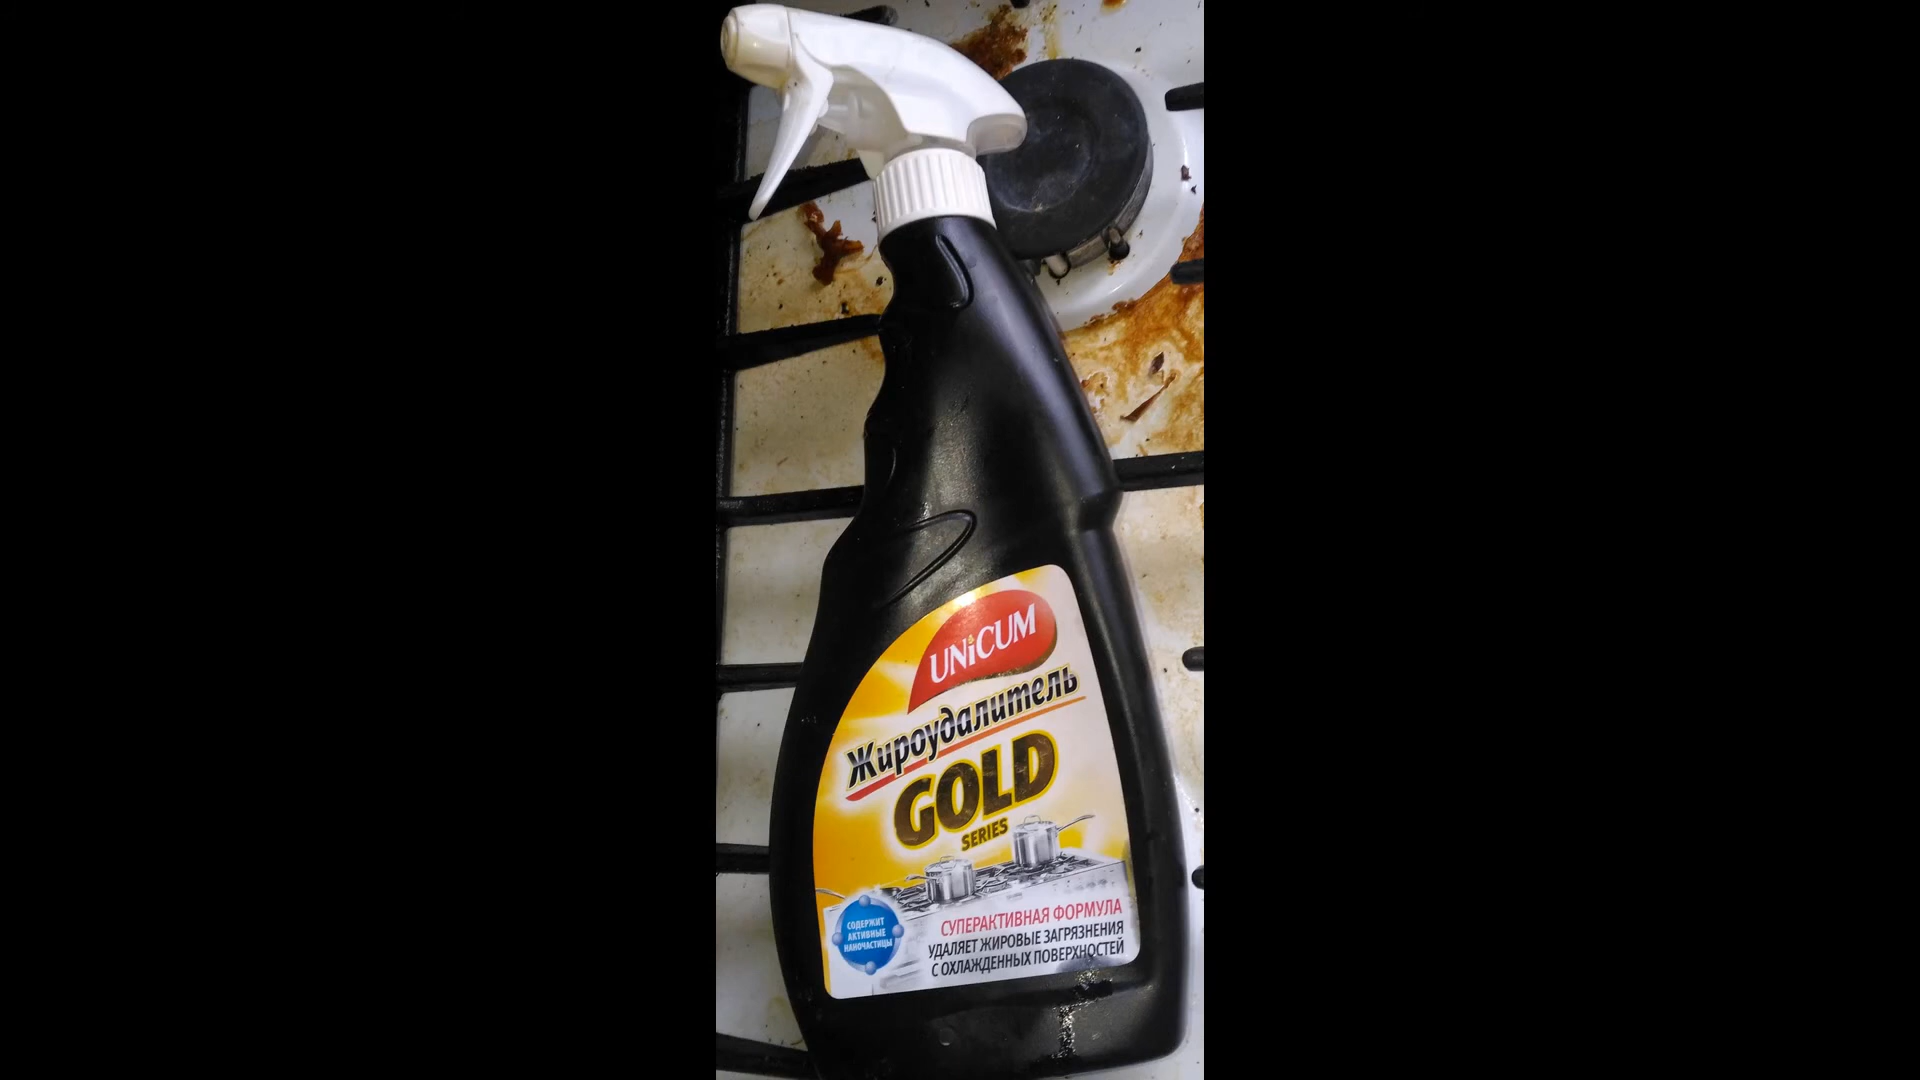 UNiCUM
Жироудалитель
GOLD
SERIES
СОДЕРЖИТ
АКТИВНЫЕ
НАНОЧАСТИЦЫ
СУПЕРАКТИВНАЯ ФОРМУЛА
УДАЛЯЕТ ЖИРОВЫЕ ЗАГРЯЗНЕНИЯ
С ОХЛАЖДЕННЫХ ПОВЕРХНОСТЕЙ